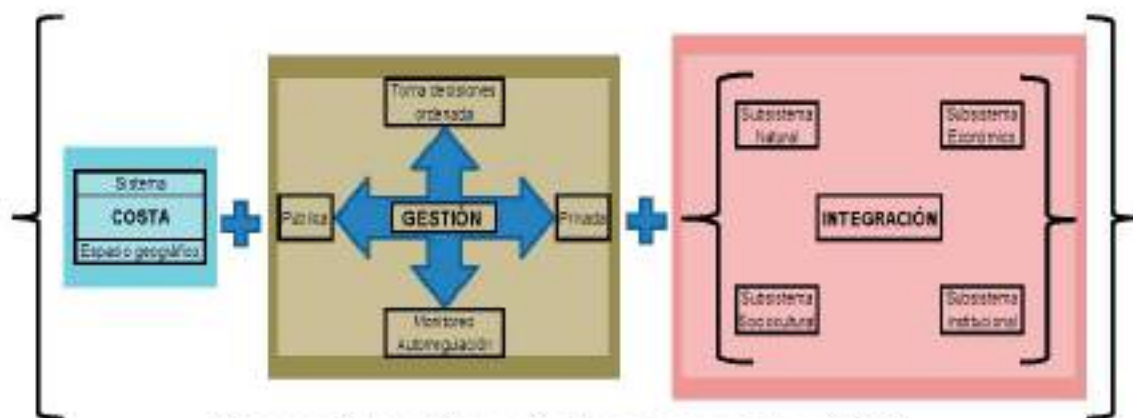 Sistema
COSTA
Espacio geográfico
Toma decisiones
ordenada
Pública
GESTIÓN
Privada
Monitoreo
Autorregulación
Subsistema
Natural
Subsistema
Económico
INTEGRACIÓN
Subsistema
Sociocultural
Subsistema
Institucional